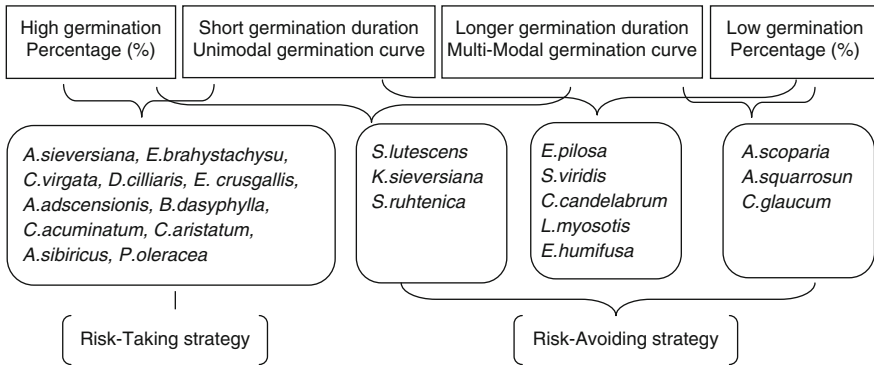 High germination
Percentage (%)
Short germination duration
Unimodal germination curve
Longer germination duration
Multi-Modal germination curve
Low germination
Percentage (%)
A.sieversiana, E.brahystachysu,
C.virgata, D.cilliaris, E. crusgallis,
A.adscensionis, B.dasyphylla,
C.acuminatum, C.aristatum,
A.sibiricus, P.oleracea
S.lutescens
K.sieversiana
S.ruhtenica
E.pilosa
S.viridis
C.candelabrum
L.myosotis
E.humifusa
A.scoparia
A.squarrosun
C.glaucum
Risk-Taking strategy
Risk-Avoiding strategy